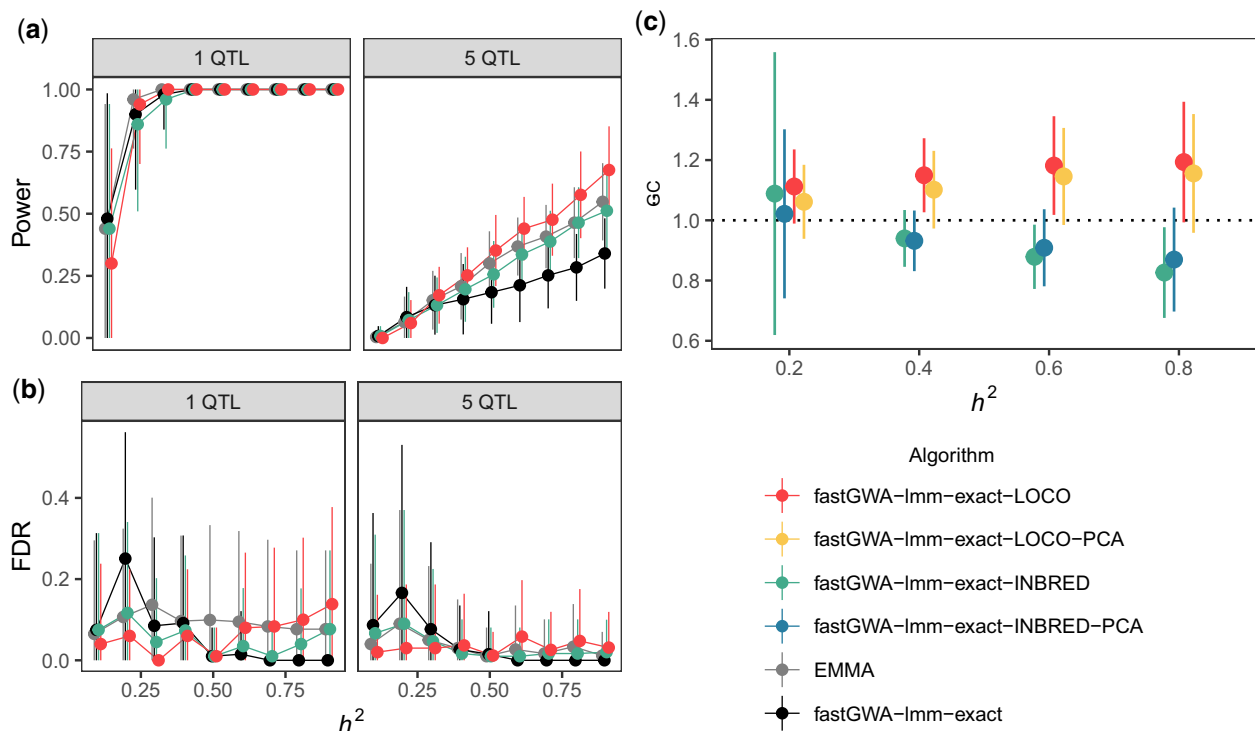 (a)
1 QTL
5 QTL
Power
1.00
0.75
0.50
0.25
0.00
(b)
1 QTL
5 QTL
FDR
0.4
0.2
0.0
0.25 0.50 0.75
0.25 0.50 0.75
h²
(c)
GC
1.6
1.4
1.2
1.0
0.8
0.6
0.2 0.4 0.6 0.8
h²
Algorithm
fastGWA−lmm−exact−LOCO
fastGWA−lmm−exact−LOCO−PCA
fastGWA−lmm−exact−INBRED
fastGWA−lmm−exact−INBRED−PCA
EMMA
fastGWA−lmm−exact